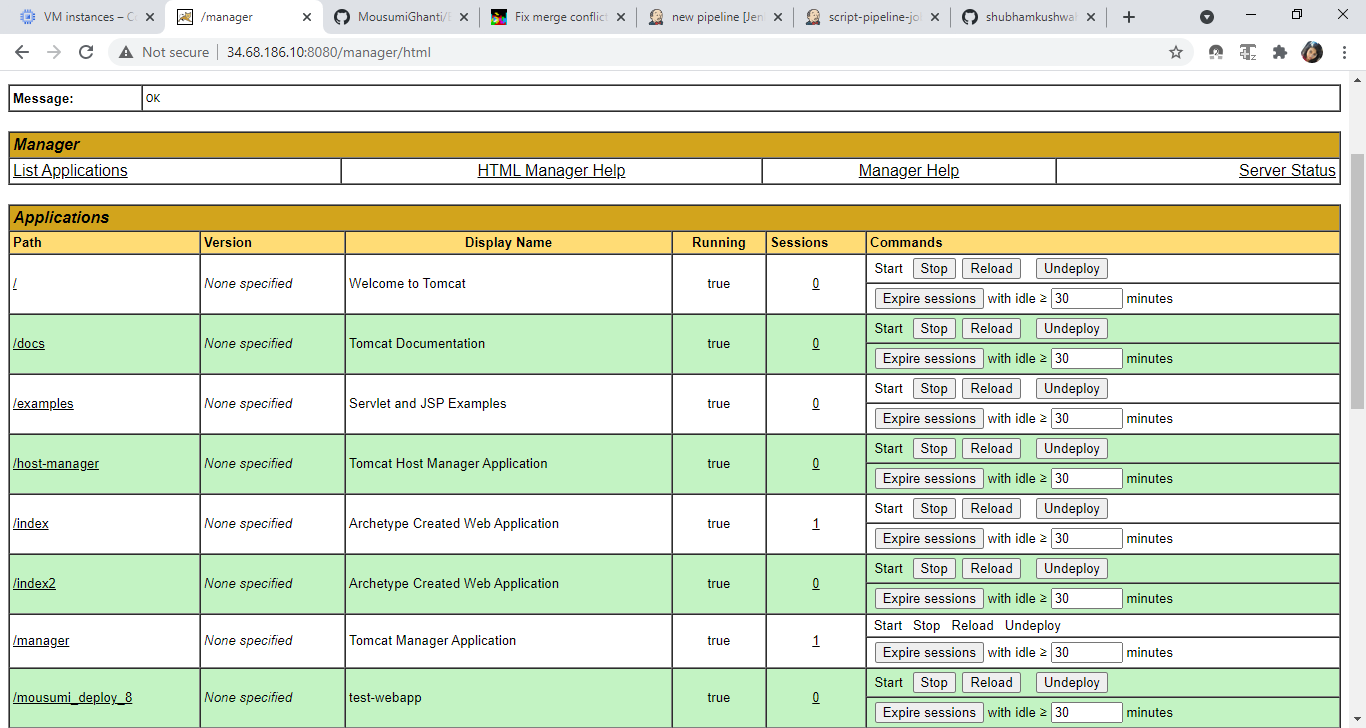 VM instances – C
/manager
MousumiGhanti/
Fix merge conflic
new pipeline [Jen
script-pipeline-jo
shubhamkushwa
Not secure 34.68.186.10:8080/manager/html
Message: OK
Manager
List Applications HTML Manager Help Manager Help Server Status
Applications
Path Version Display Name Running Sessions Commands
/ None specified Welcome to Tomcat true 0 Start Stop Reload Undeploy
Expire sessions with idle ≥ 30 minutes
/docs None specified Tomcat Documentation true 0 Start Stop Reload Undeploy
Expire sessions with idle ≥ 30 minutes
/examples None specified Servlet and JSP Examples true 0 Start Stop Reload Undeploy
Expire sessions with idle ≥ 30 minutes
/host-manager None specified Tomcat Host Manager Application true 0 Start Stop Reload Undeploy
Expire sessions with idle ≥ 30 minutes
/index None specified Archetype Created Web Application true 1 Start Stop Reload Undeploy
Expire sessions with idle ≥ 30 minutes
/index2 None specified Archetype Created Web Application true 0 Start Stop Reload Undeploy
Expire sessions with idle ≥ 30 minutes
/manager None specified Tomcat Manager Application true 1 Start Stop Reload Undeploy
Expire sessions with idle ≥ 30 minutes
/mousumi_deploy_8 None specified test-webapp true 0 Start Stop Reload Undeploy
Expire sessions with idle ≥ 30 minutes